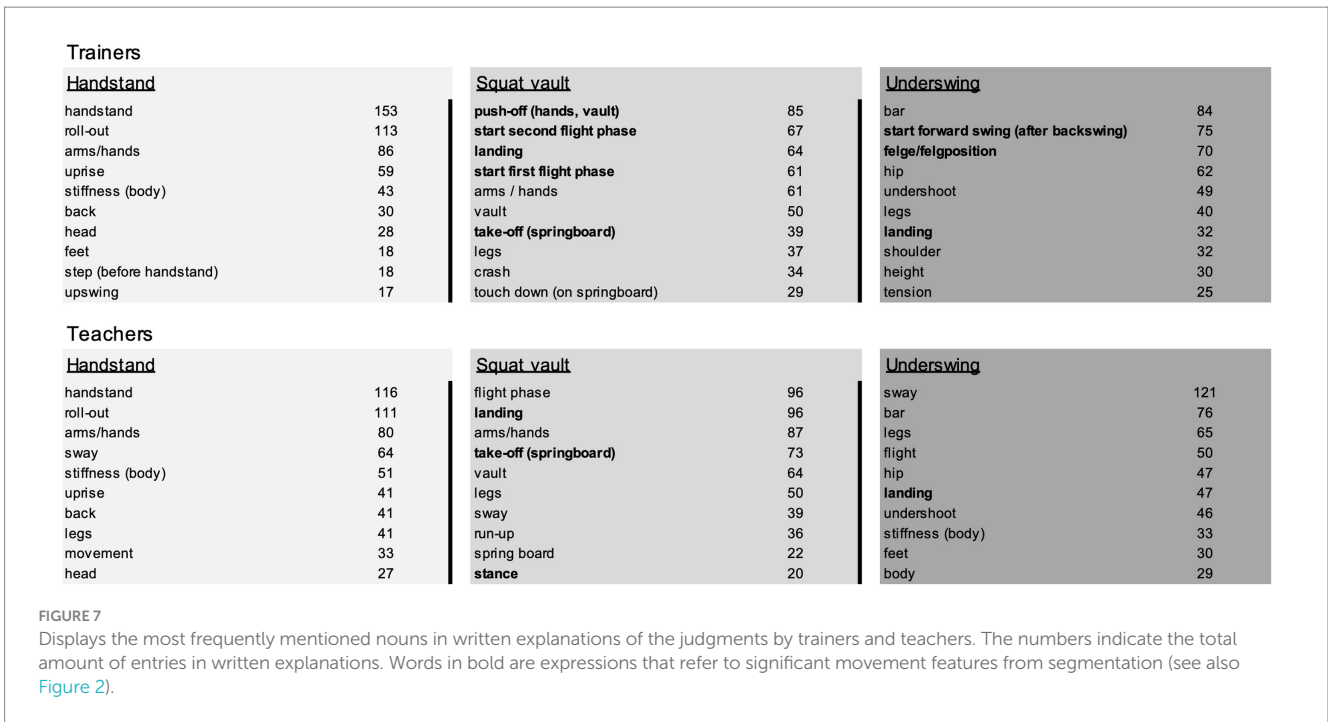 Trainers
Handstand
handstand 153
roll-out 113
arms/hands 86
uprise 59
stiffness (body) 43
back 30
head 28
feet 18
step (before handstand) 18
upswing 17
Squat vault
push-off (hands, vault) 85
start second flight phase 67
landing 64
start first flight phase 61
arms / hands 61
vault 50
take-off (springboard) 39
legs 37
crash 34
touch down (on springboard) 29
Underswing
bar 84
start forward swing (after backswing) 75
felge/felgposition 70
hip 62
undershoot 49
legs 40
landing 32
shoulder 32
height 30
tension 25
Teachers
Handstand
handstand 116
roll-out 111
arms/hands 80
sway 64
stiffness (body) 51
uprise 41
back 41
legs 41
movement 33
head 27
Squat vault
flight phase 96
landing 96
arms/hands 87
take-off (springboard) 73
vault 64
legs 50
sway 39
run-up 36
spring board 22
stance 20
Underswing
sway 121
bar 76
legs 65
flight 50
hip 47
landing 47
undershoot 46
stiffness (body) 33
feet 30
body 29
FIGURE 7
Displays the most frequently mentioned nouns in written explanations of the judgments by trainers and teachers. The numbers indicate the total
amount of entries in written explanations. Words in bold are expressions that refer to significant movement features from segmentation (see also
Figure 2).